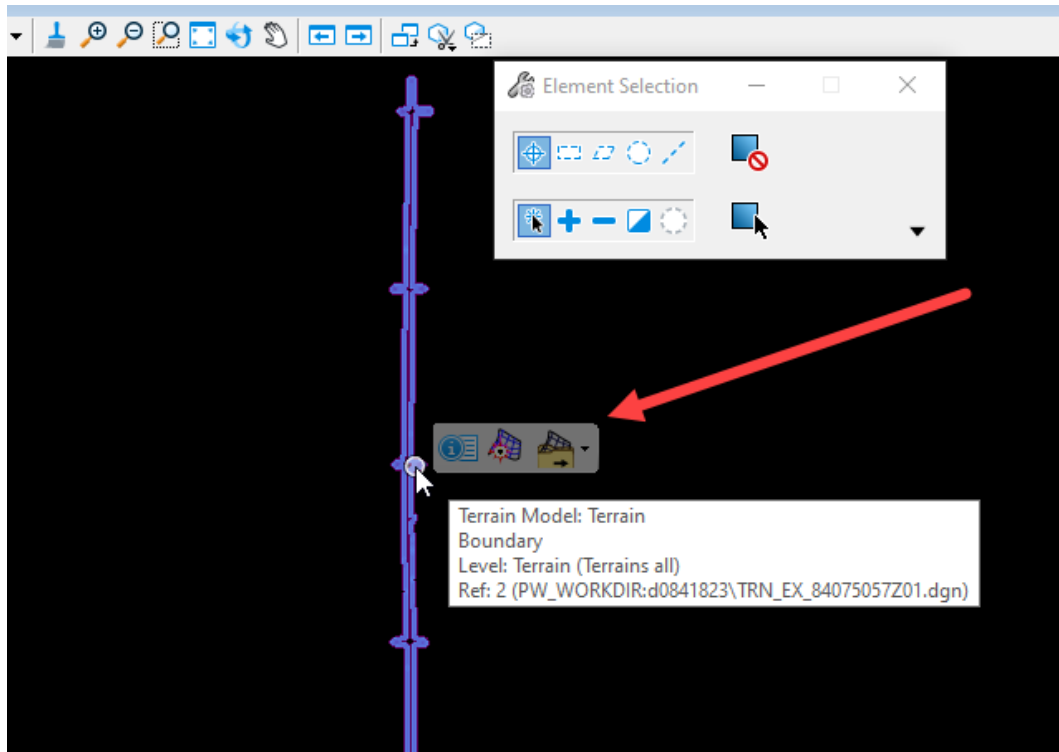 Element Selection
Terrain Model: Terrain
Boundary
Level: Terrain (Terrains all)
Ref: 2 (PW_WORKDIR:d0841823\TRN_EX_84075057Z01.dgn)